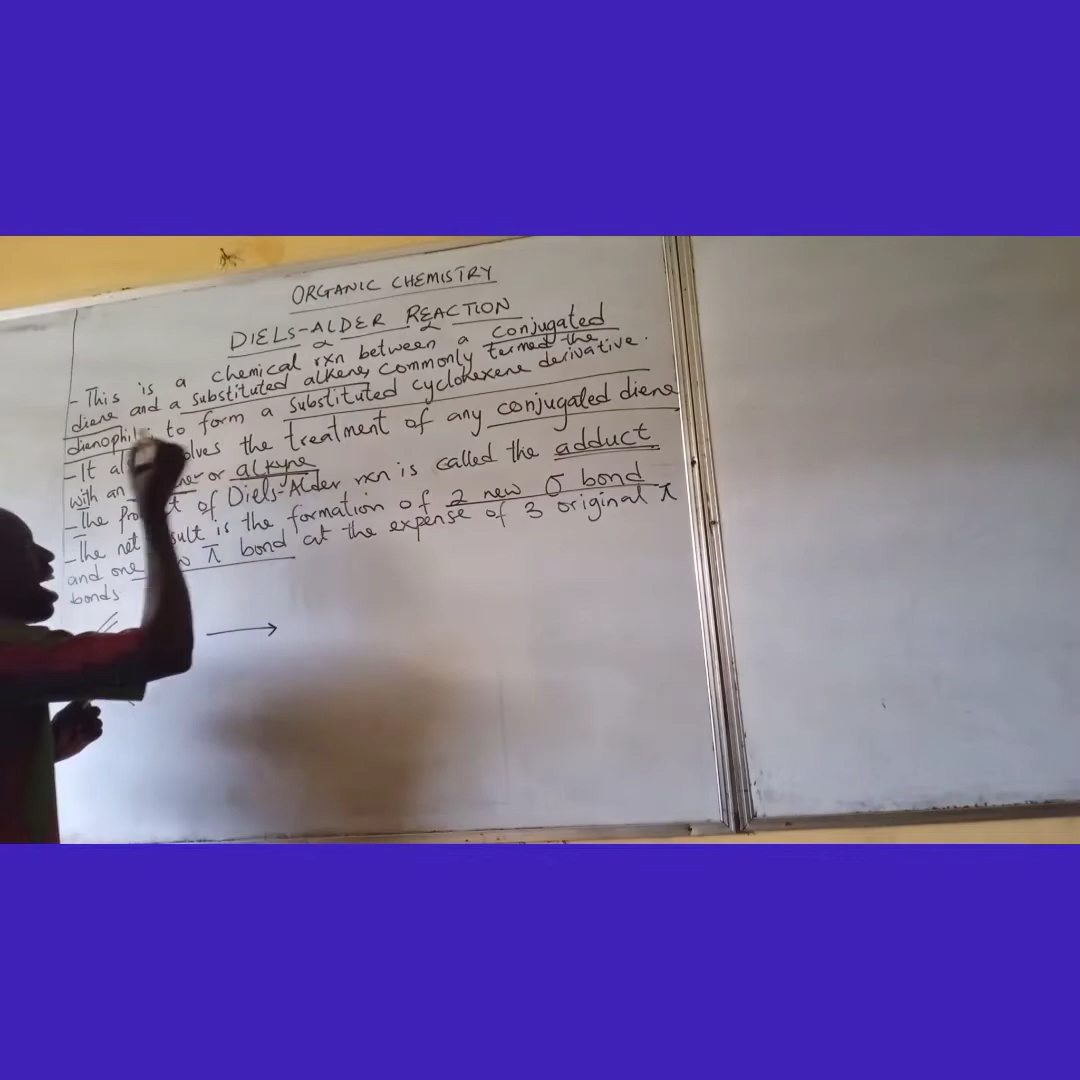 ORGANIC CHEMISTRY
DIELS-ALDER REACTION
- This is a chemical rxn between a conjugated
diene and a substituted alkene, commonly termed the
dienophile to form a substituted cyclohexene derivative.
- It also involves the treatment of any conjugated diene
with an or alkyne
- The product of Diels-Alder rxn is called the adduct
- The net result is the formation of 2 new σ bond
and one new π bond at the expense of 3 original π
bonds